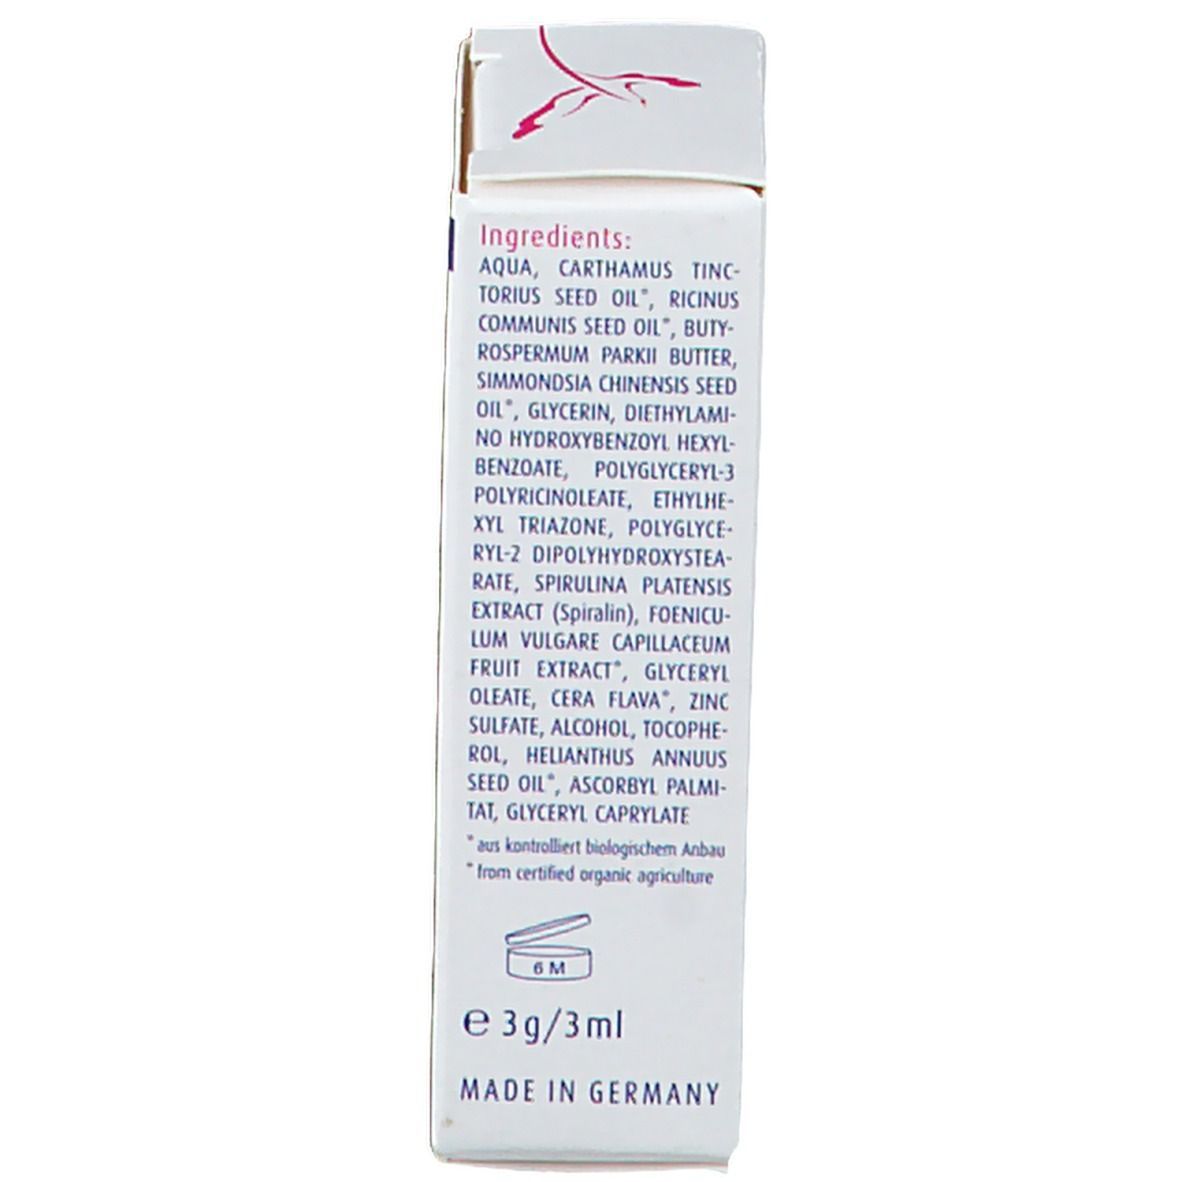 Ingredients:
AQUA, CARTHAMUS TINC-
TORIUS SEED OIL*, RICINUS
COMMUNIS SEED OIL*, BUTY-
ROSPERMUM PARKII BUTTER,
SIMMONDSIA CHINENSIS SEED
OIL*, GLYCERIN, DIETHYLAMI-
NO HYDROXYBENZOYL HEXYL-
BENZOATE, POLYGLYCERYL-3
POLYRICINOLEATE, ETHYLHE-
XYL TRIAZONE, POLYGLYCE-
RYL-2 DIPOLYHYDROXYSTEA-
RATE, SPIRULINA PLATENSIS
EXTRACT (Spiralin), FOENICU-
LUM VULGARE CAPILLACEUM
FRUIT EXTRACT*, GLYCERYL
OLEATE, CERA FLAVA*, ZINC
SULFATE, ALCOHOL, TOCOPHE-
ROL, HELIANTHUS ANNUUS
SEED OIL*, ASCORBYL PALMI-
TAT, GLYCERYL CAPRYLATE
* aus kontrolliert biologischem Anbau
* from certified organic agriculture
6 M
℮ 3g/3ml
MADE IN GERMANY